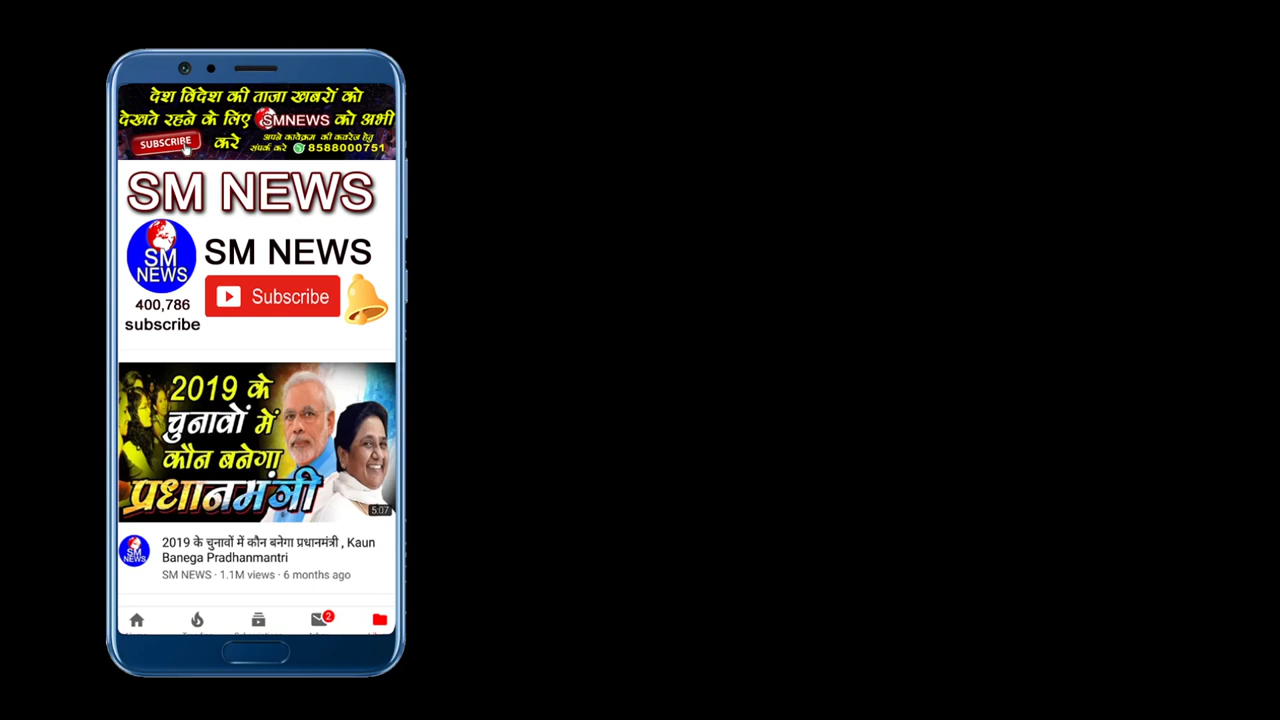 देश विदेश की ताजा खबरों को
देखते रहने के लिए SMNEWS को अभी
SUBSCRIBE करे
अपने कार्यक्रम की कवरेज हेतु
संपर्क करे 8588000751
SM NEWS
SM
NEWS
SM NEWS
Subscribe
400,786
subscribe
2019 के
चुनावों में
कौन बनेगा
प्रधानमंत्री
5:07
SM
NEWS
2019 के चुनावों में कौन बनेगा प्रधानमंत्री , Kaun
Banega Pradhanmantri
SM NEWS · 1.1M views · 6 months ago
2